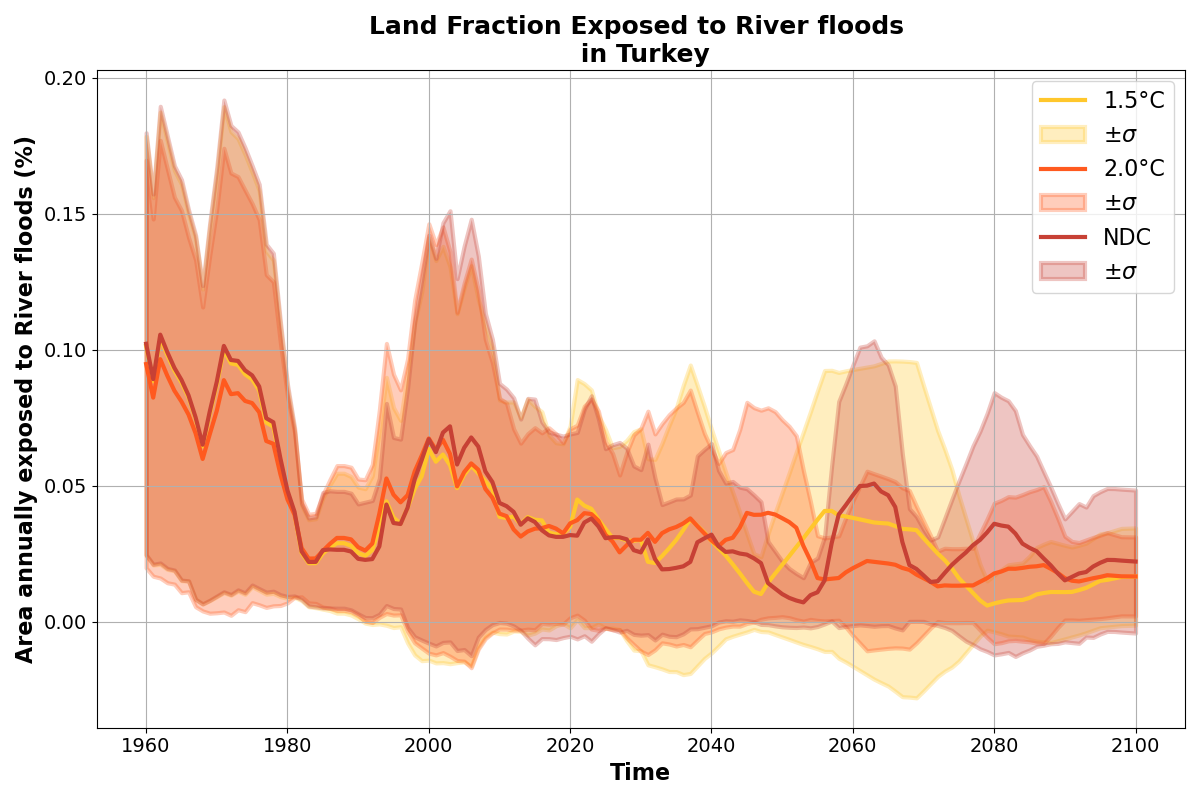 Land Fraction Exposed to River floods
in Turkey
Area annually exposed to River floods (%)
0.20
0.15
0.10
0.05
0.00
1.5°C
±σ
2.0°C
±σ
NDC
±σ
1960
1980
2000
2020
2040
2060
2080
2100
Time